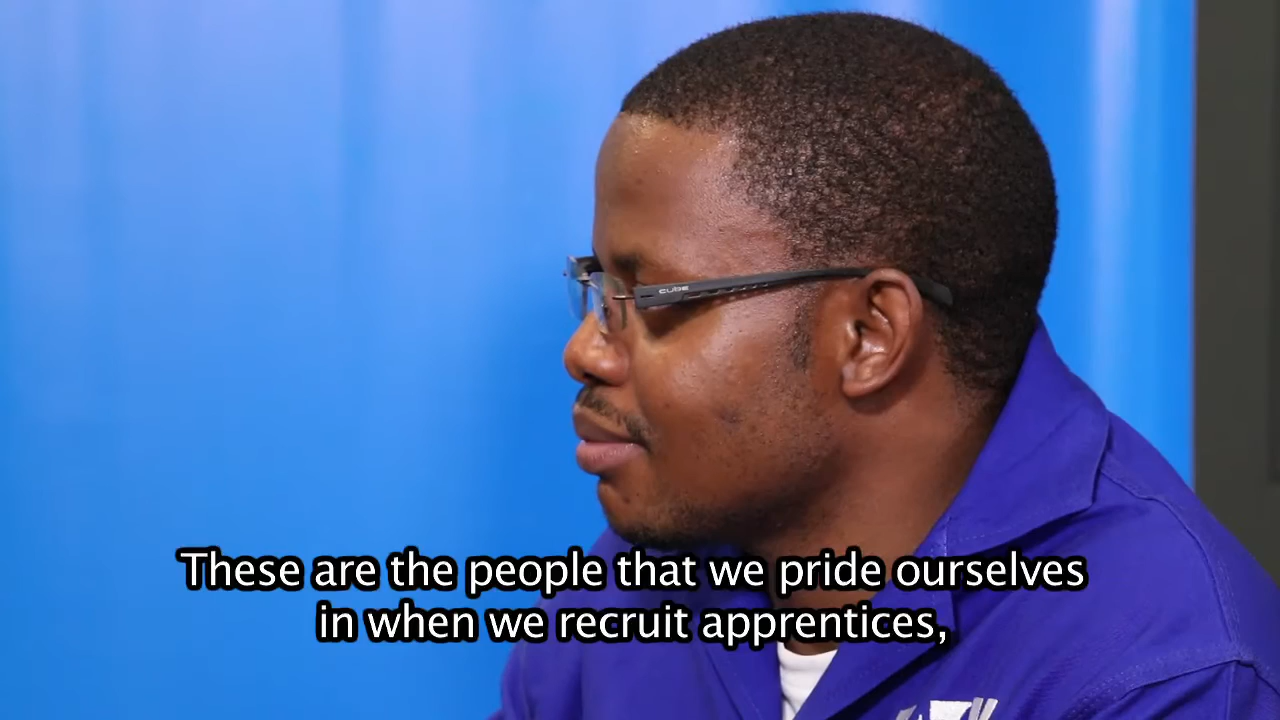 CUBE
These are the people that we pride ourselves
in when we recruit apprentices,